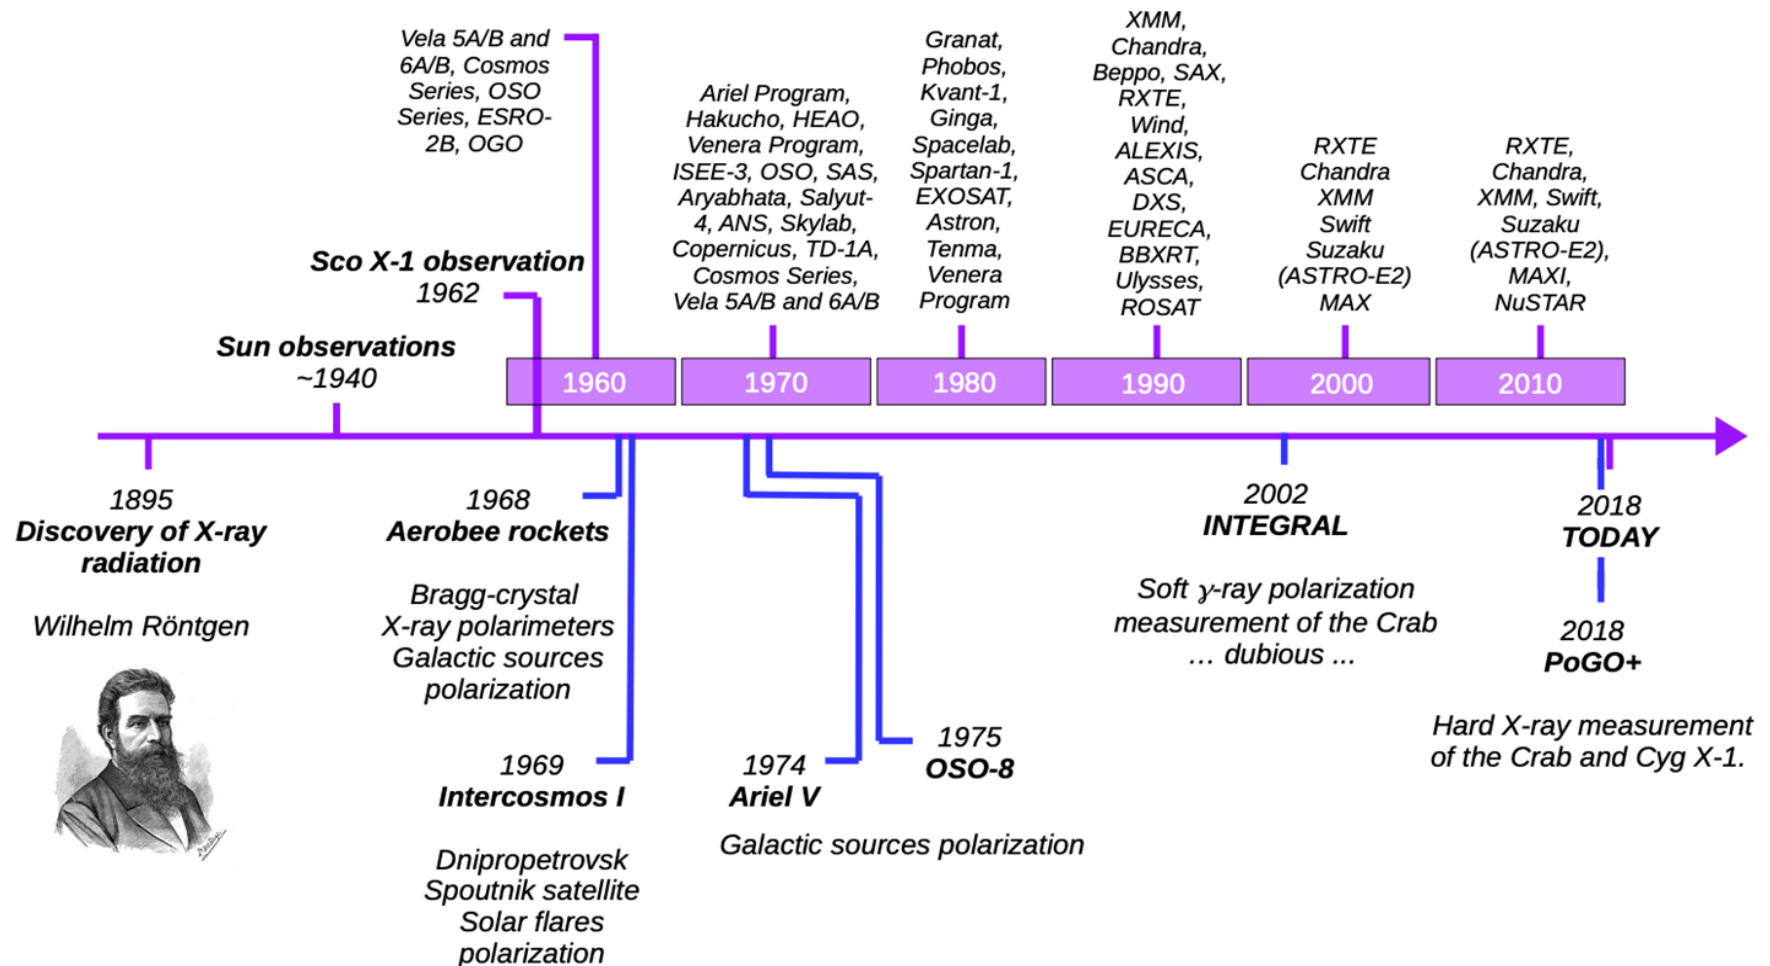 Vela 5A/B and
6A/B, Cosmos
Series, OSO
Series, ESRO-
2B, OGO
Ariel Program,
Hakucho, HEAO,
Venera Program,
ISEE-3, OSO, SAS,
Aryabhata, Salyut-
4, ANS, Skylab,
Copernicus, TD-1A,
Cosmos Series,
Vela 5A/B and 6A/B
Granat,
Phobos,
Kvant-1,
Ginga,
Spacelab,
Spartan-1,
EXOSAT,
Astron,
Tenma,
Venera
Program
XMM,
Chandra,
Beppo, SAX,
RXTE,
Wind,
ALEXIS,
ASCA,
DXS,
EURECA,
BBXRT,
Ulysses,
ROSAT
RXTE
Chandra
XMM
Swift
Suzaku
(ASTRO-E2)
MAX
RXTE,
Chandra,
XMM, Swift,
Suzaku
(ASTRO-E2),
MAXI,
NuSTAR
Sco X-1 observation
1962
Sun observations
~1940
1960
1970
1980
1990
2000
2010
1895
Discovery of X-ray
radiation
Wilhelm Röntgen
1968
Aerobee rockets
Bragg-crystal
X-ray polarimeters
Galactic sources
polarization
1969
Intercosmos I
Dnipropetrovsk
Spoutnik satellite
Solar flares
polarization
1974
Ariel V
1975
OSO-8
Galactic sources polarization
2002
INTEGRAL
Soft γ-ray polarization
measurement of the Crab
... dubious ...
2018
TODAY
2018
PoGO+
Hard X-ray measurement
of the Crab and Cyg X-1.